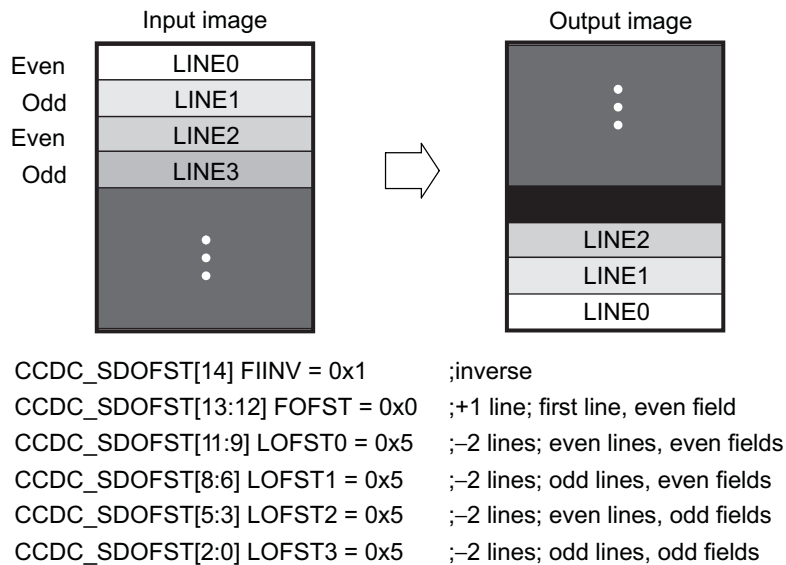 Input image
Output image
Even LINE0
Odd LINE1
Even LINE2
Odd LINE3
LINE2
LINE1
LINE0
CCDC_SDOFST[14] FIINV = 0x1 ;inverse
CCDC_SDOFST[13:12] FOFST = 0x0 ;+1 line; first line, even field
CCDC_SDOFST[11:9] LOFST0 = 0x5 ;−2 lines; even lines, even fields
CCDC_SDOFST[8:6] LOFST1 = 0x5 ;−2 lines; odd lines, even fields
CCDC_SDOFST[5:3] LOFST2 = 0x5 ;−2 lines; even lines, odd fields
CCDC_SDOFST[2:0] LOFST3 = 0x5 ;−2 lines; odd lines, odd fields